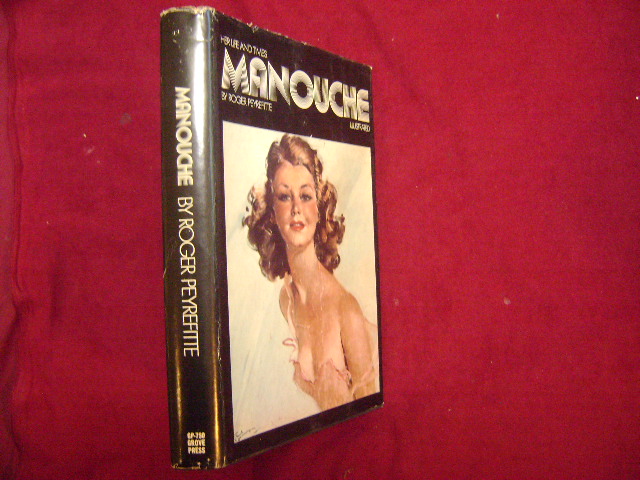 HER LIFE AND TIMES
MANOUCHE
BY ROGER PEYREFITTE
ILLUSTRATED
MANOUCHE BY ROGER PEYREFITTE
GP-750
GROVE
PRESS